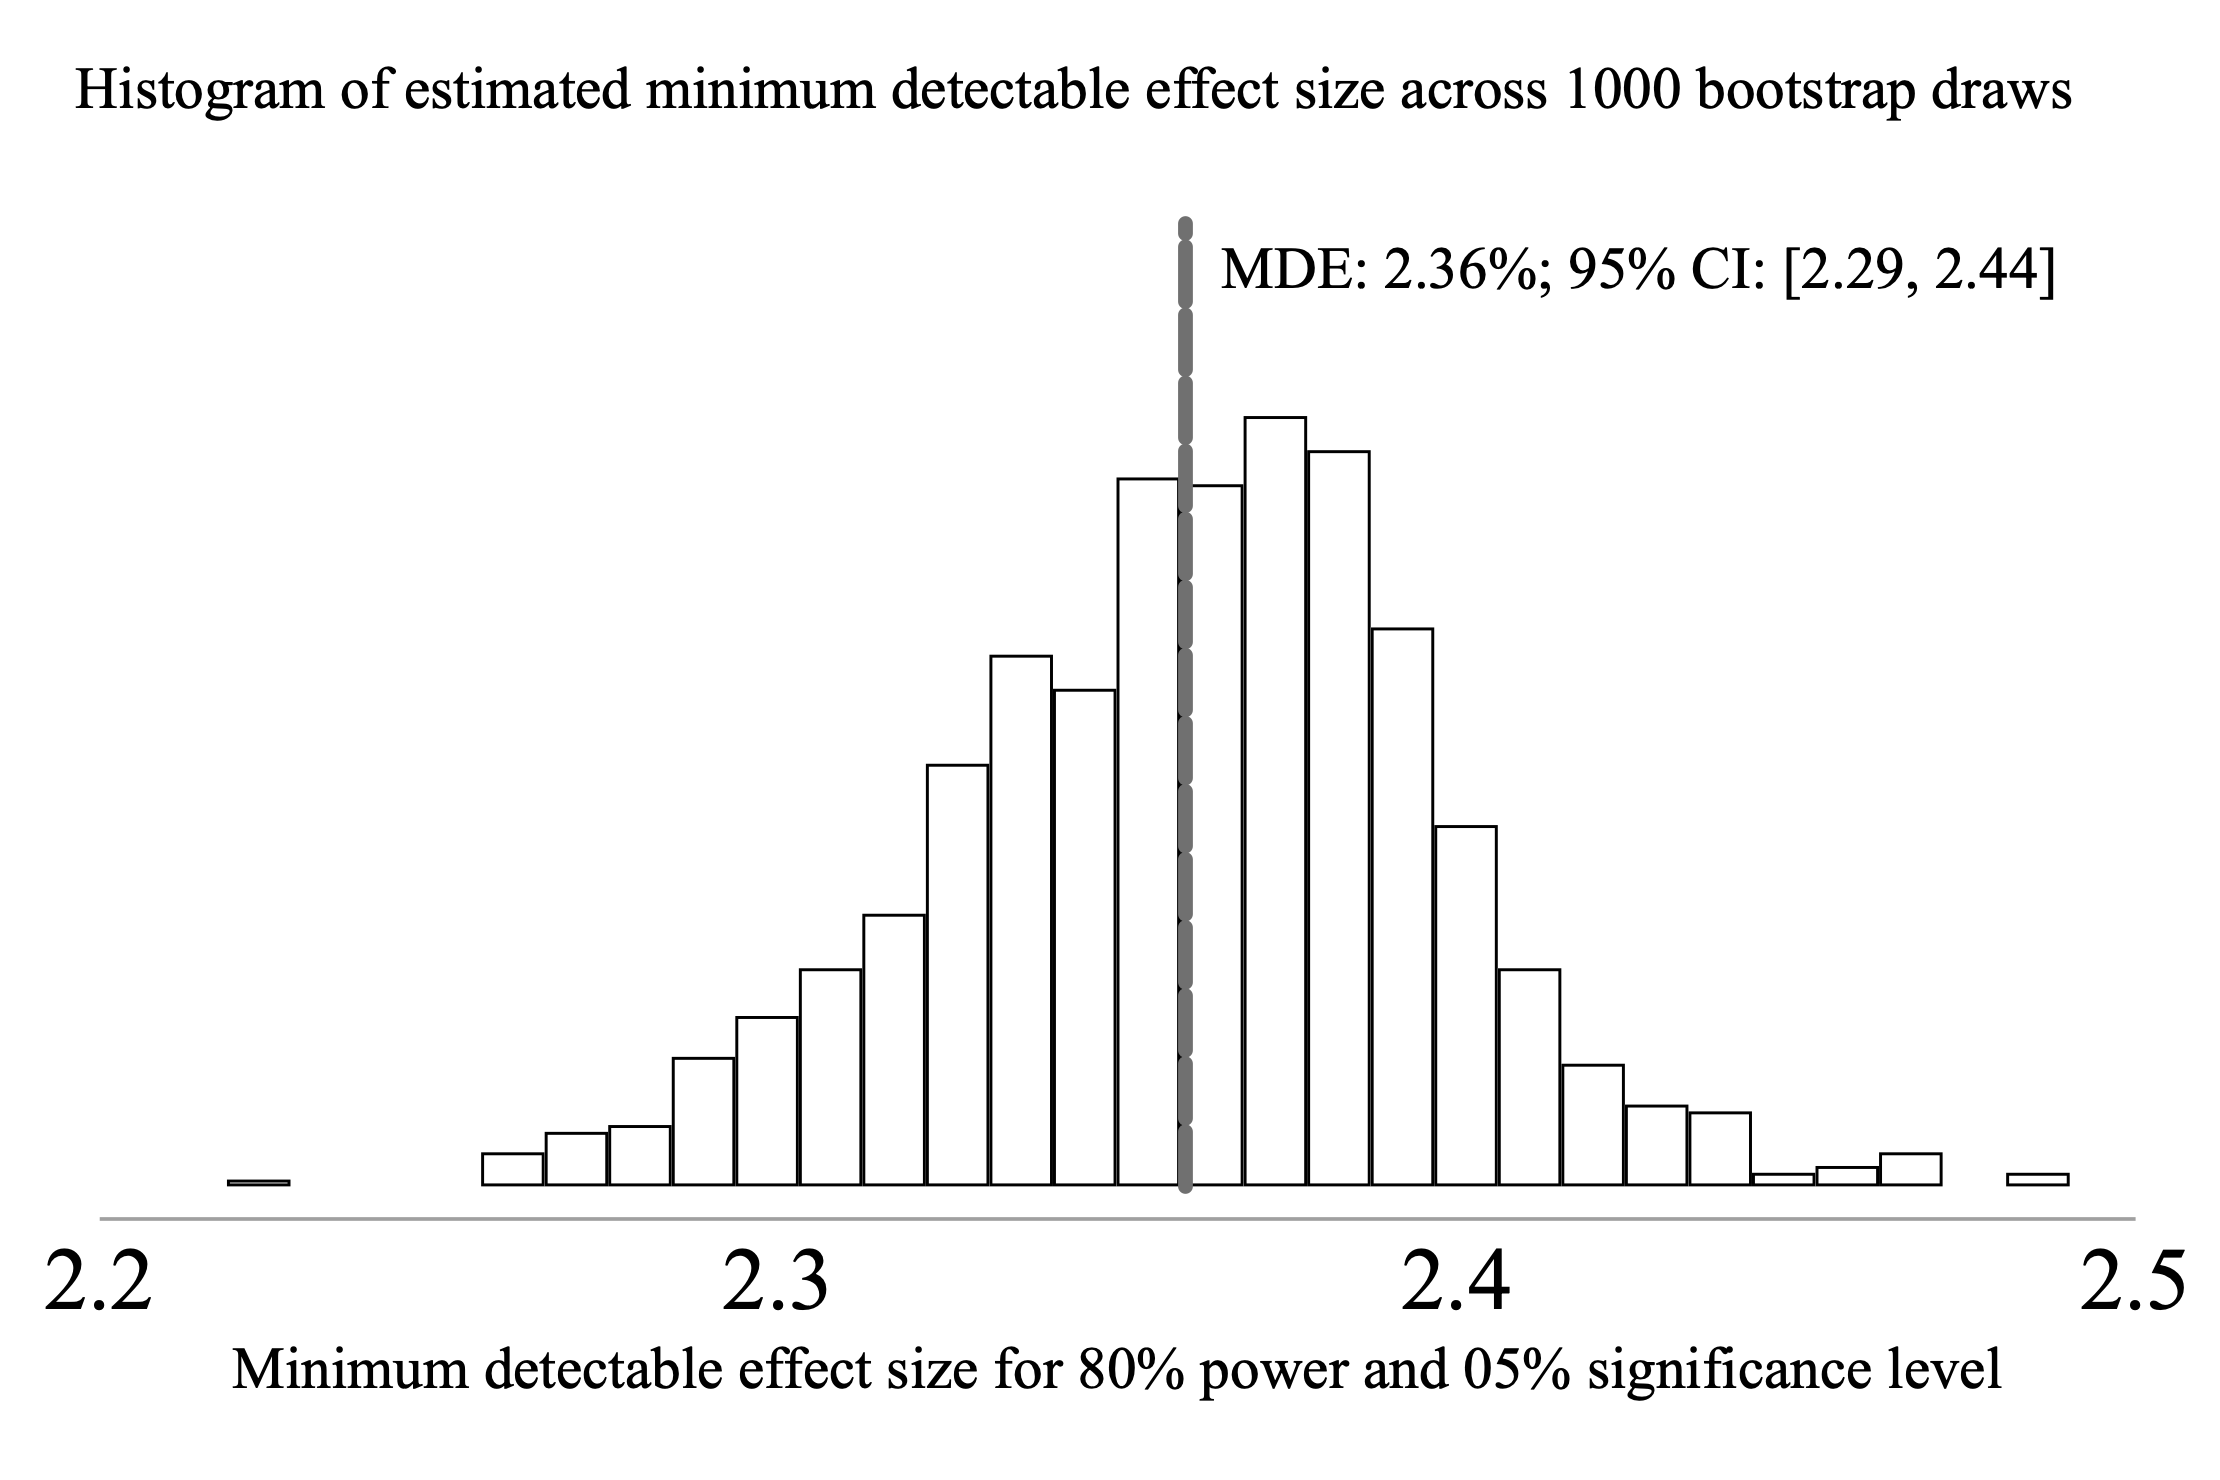 Histogram of estimated minimum detectable effect size across 1000 bootstrap draws
MDE: 2.36%; 95% CI: [2.29, 2.44]
2.2 2.3 2.4 2.5
Minimum detectable effect size for 80% power and 05% significance level